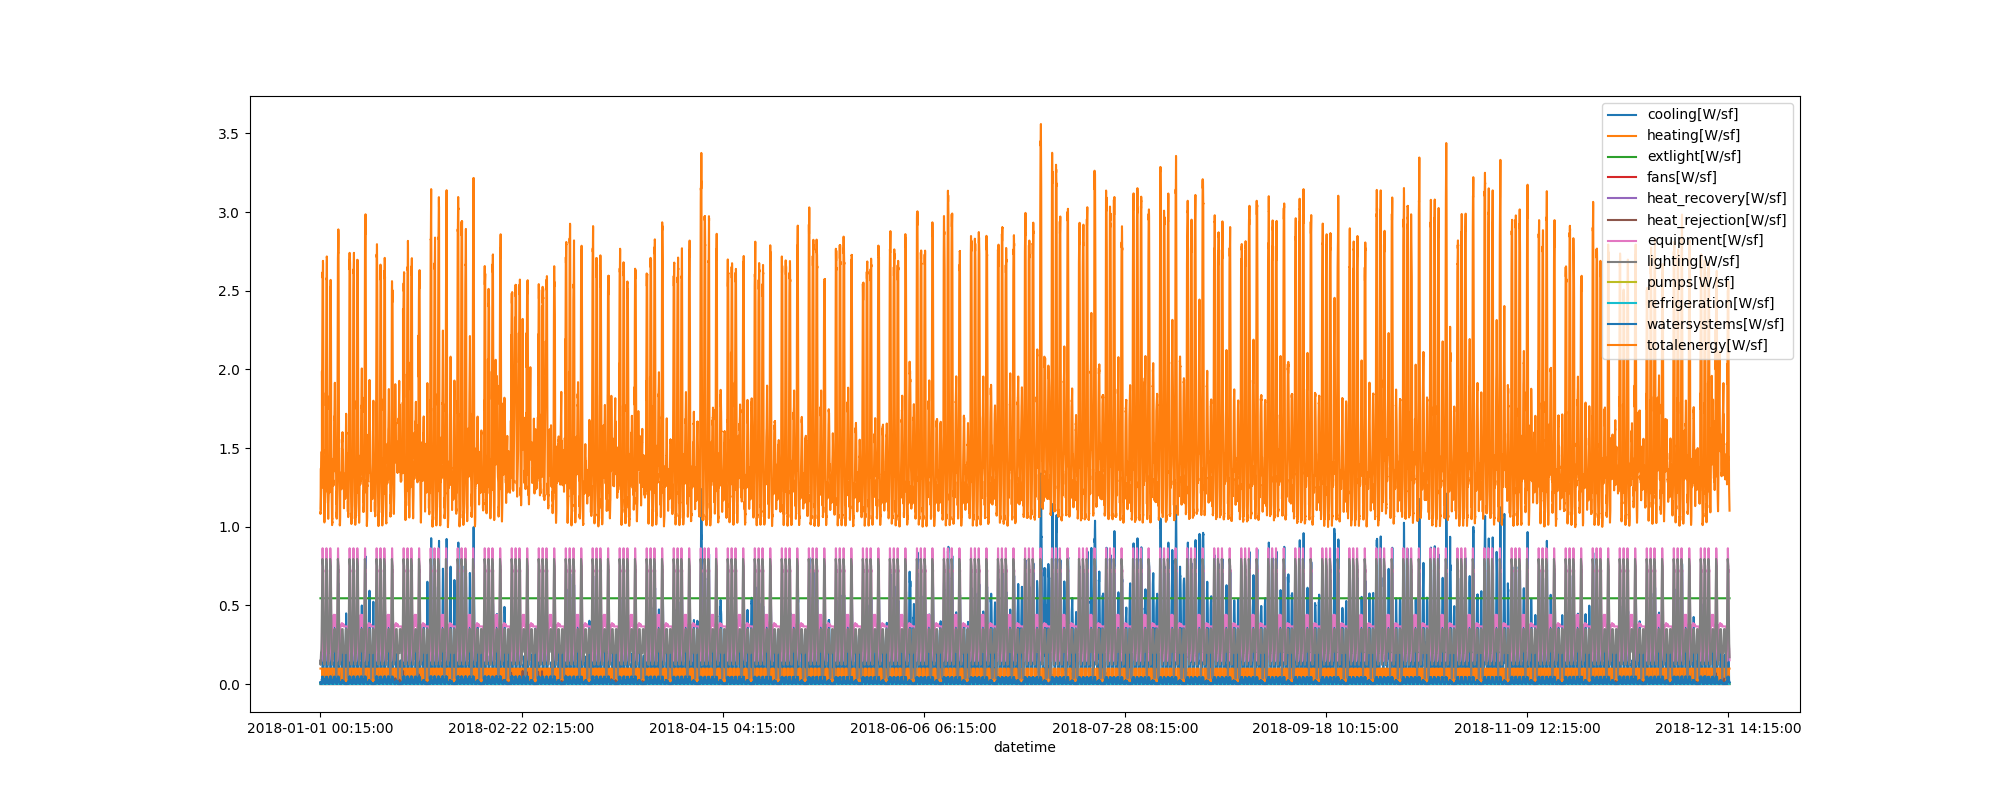 3.5
3.0
2.5
2.0
1.5
1.0
0.5
0.0
cooling[W/sf]
heating[W/sf]
extlight[W/sf]
fans[W/sf]
heat_recovery[W/sf]
heat_rejection[W/sf]
equipment[W/sf]
lighting[W/sf]
pumps[W/sf]
refrigeration[W/sf]
watersystems[W/sf]
totalenergy[W/sf]
2018-01-01 00:15:00
2018-02-22 02:15:00
2018-04-15 04:15:00
2018-06-06 06:15:00
2018-07-28 08:15:00
2018-09-18 10:15:00
2018-11-09 12:15:00
2018-12-31 14:15:00
datetime